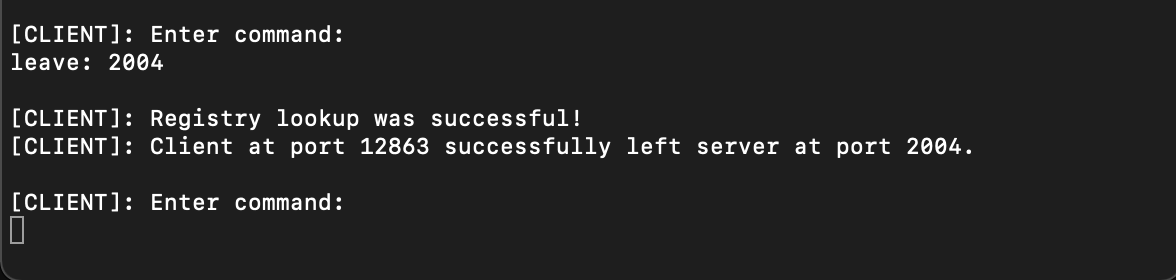 [CLIENT]: Enter command:
leave: 2004
[CLIENT]: Registry lookup was successful!
[CLIENT]: Client at port 12863 successfully left server at port 2004.
[CLIENT]: Enter command: